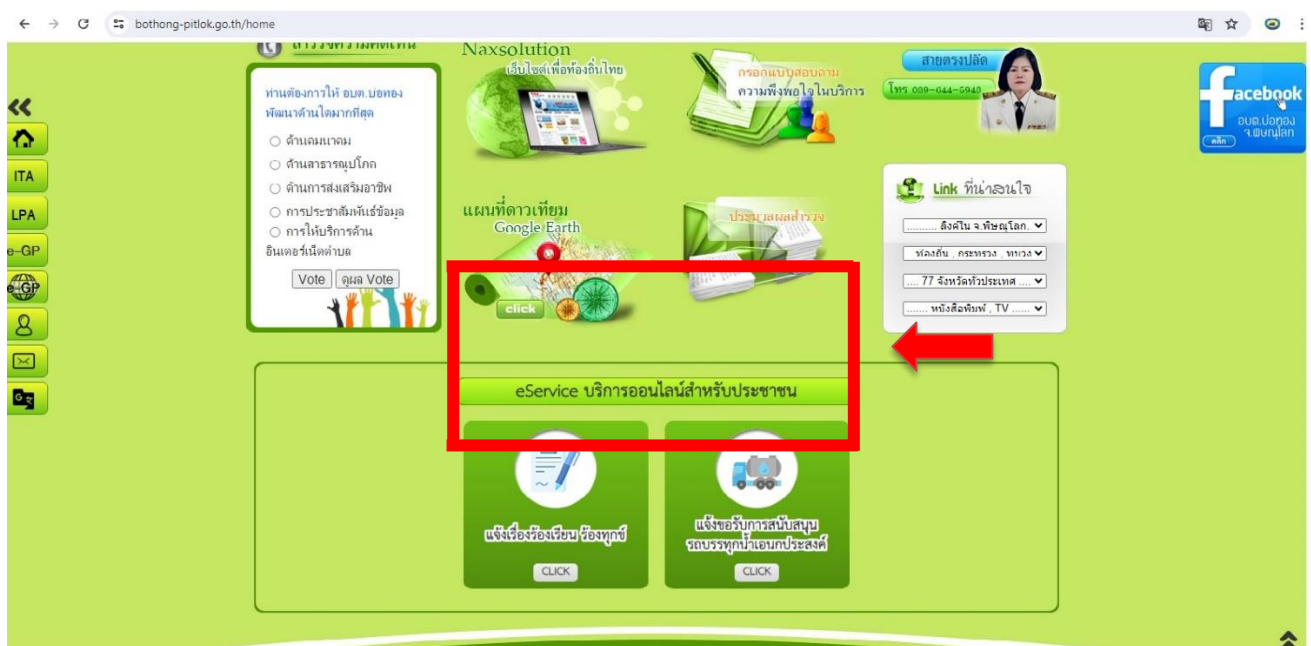 bothong-pitlok.go.th/home
สำรวจความคิดเห็น
ท่านต้องการให้ อบต.บ่อทอง
พัฒนาด้านใดมากที่สุด
ด้านคมนาคม
ด้านสาธารณูปโภค
ด้านการส่งเสริมอาชีพ
การประชาสัมพันธ์ข้อมูล
การให้บริการด้าน
อินเตอร์เน็ตตำบล
Vote ดูผล Vote
Naxsolution
เว็บไซต์เพื่อท้องถิ่นไทย
กรอกแบบสอบถาม
ความพึงพอใจในบริการ
แผนที่ดาวเทียม
Google Earth
click
ประมวลผลสำรวจ
สายตรงปลัด
โทร 089-644-5948
Link ที่น่าสนใจ
.......... ลิงค์ใน จ.พิษณุโลก.
ท้องถิ่น , กระทรวง , ทบวง
.... 77 จังหวัดทั่วประเทศ ....
....... หนังสือพิมพ์ , TV ......
facebook
อบต.บ่อทอง
จ.พิษณุโลก
คลิก
ITA
LPA
e-GP
e-GP
eService บริการออนไลน์สำหรับประชาชน
แจ้งเรื่องร้องเรียน ร้องทุกข์
CLICK
แจ้งขอรับการสนับสนุน
รถบรรทุกน้ำเอนกประสงค์
CLICK